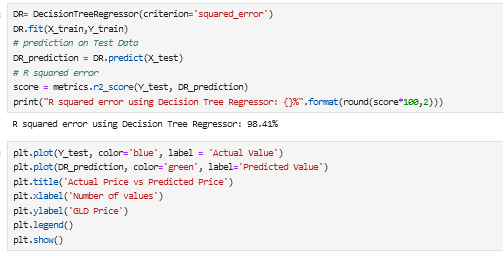 DR= DecisionTreeRegressor(criterion='squared_error')
DR.fit(X_train,Y_train)
# prediction on Test Data
DR_prediction = DR.predict(X_test)
# R squared error
score = metrics.r2_score(Y_test, DR_prediction)
print("R squared error using Decision Tree Regressor: {}%".format(round(score*100,2)))
R squared error using Decision Tree Regressor: 98.41%
plt.plot(Y_test, color='blue', label = 'Actual Value')
plt.plot(DR_prediction, color='green', label='Predicted Value')
plt.title('Actual Price vs Predicted Price')
plt.xlabel('Number of values')
plt.ylabel('GLD Price')
plt.legend()
plt.show()